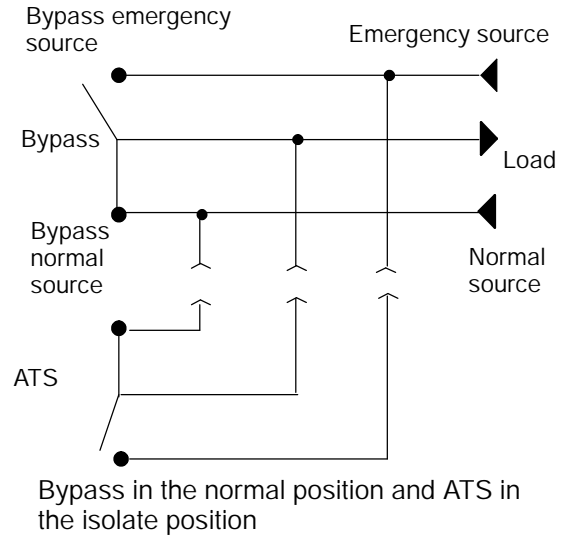 Bypass emergency
source
Emergency source
Bypass
Load
Bypass
normal
source
Normal
source
ATS
Bypass in the normal position and ATS in
the isolate position